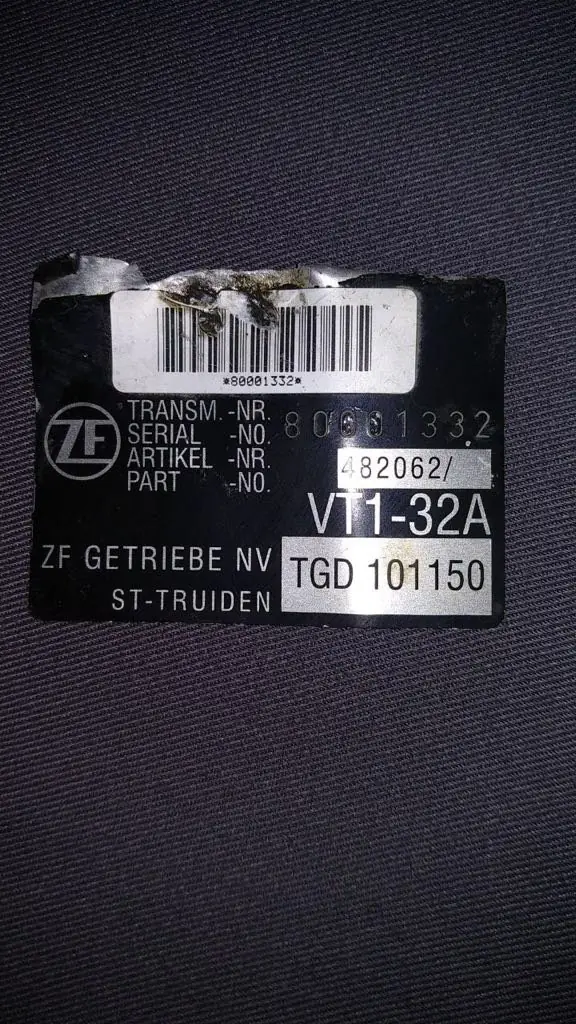 *80001332*
ZF
TRANSM.-NR. 80001332
SERIAL -NO.
ARTIKEL -NR. 482062/
PART -NO.
VT1-32A
ZF GETRIEBE NV TGD 101150
ST-TRUIDEN